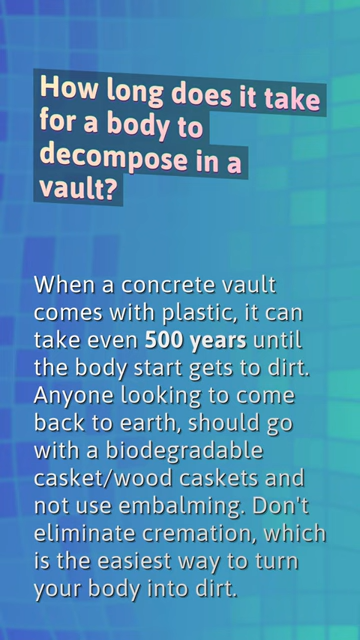 How long does it take
for a body to
decompose in a
vault?
When a concrete vault
comes with plastic, it can
take even 500 years until
the body start gets to dirt.
Anyone looking to come
back to earth, should go
with a biodegradable
casket/wood caskets and
not use embalming. Don't
eliminate cremation, which
is the easiest way to turn
your body into dirt.